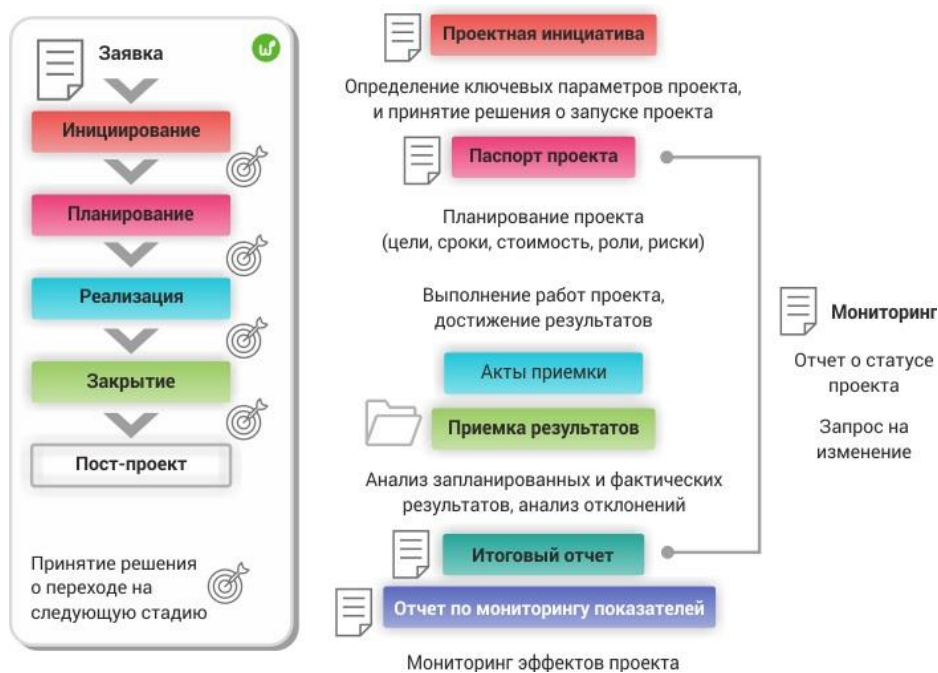 Заявка
Инициирование
Планирование
Реализация
Закрытие
Пост-проект
Принятие решения
о переходе на
следующую стадию
Проектная инициатива
Определение ключевых параметров проекта,
и принятие решения о запуске проекта
Паспорт проекта
Планирование проекта
(цели, сроки, стоимость, роли, риски)
Выполнение работ проекта,
достижение результатов
Акты приемки
Приемка результатов
Анализ запланированных и фактических
результатов, анализ отклонений
Итоговый отчет
Отчет по мониторингу показателей
Мониторинг эффектов проекта
Мониторинг
Отчет о статусе
проекта
Запрос на
изменение